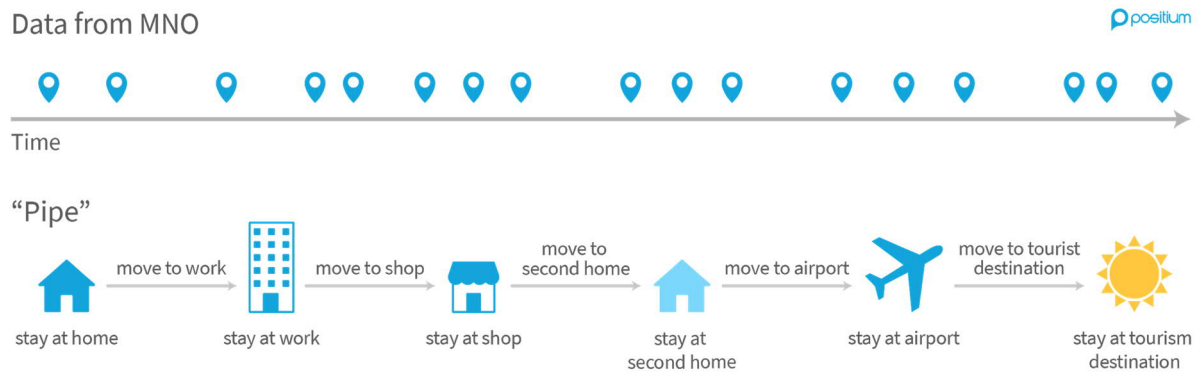 Data from MNO
positium
Time
“Pipe”
move to work
move to shop
move to
second home
move to airport
move to tourist
destination
stay at home
stay at work
stay at shop
stay at
second home
stay at airport
stay at tourism
destination